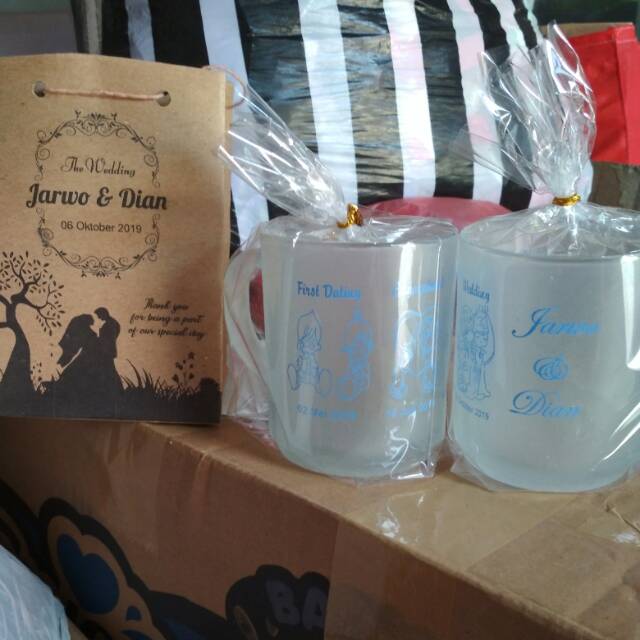 The Wedding
Jarwo & Dian
06 Oktober 2019
Thank you
for being a part
of our special day
First Dating
Wedding
Jarwo
&
Dian
BA